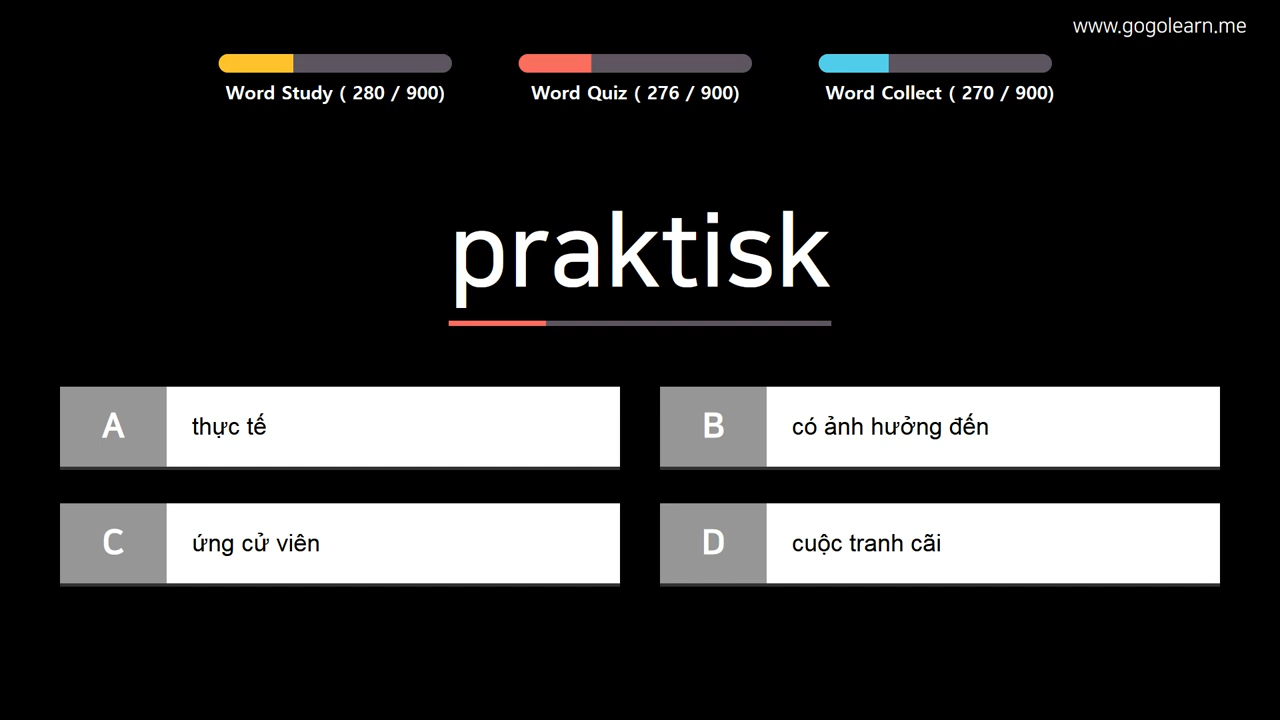 www.gogolearn.me
Word Study ( 280 / 900)
Word Quiz ( 276 / 900)
Word Collect ( 270 / 900)
praktisk
A thực tế
B có ảnh hưởng đến
C ứng cử viên
D cuộc tranh cãi